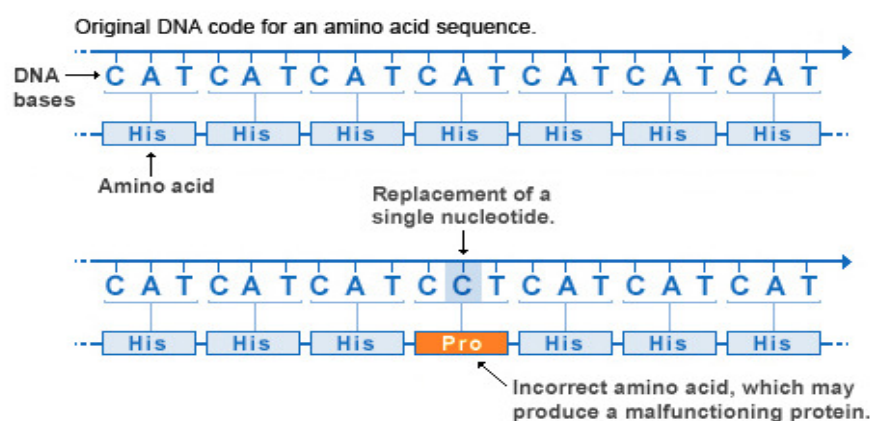 Original DNA code for an amino acid sequence.
DNA bases
C A T C A T C A T C A T C A T C A T C A T
His His His His His His His
Amino acid
Replacement of a
single nucleotide.
C A T C A T C A T C C T C A T C A T C A T
His His His Pro His His His
Incorrect amino acid, which may
produce a malfunctioning protein.